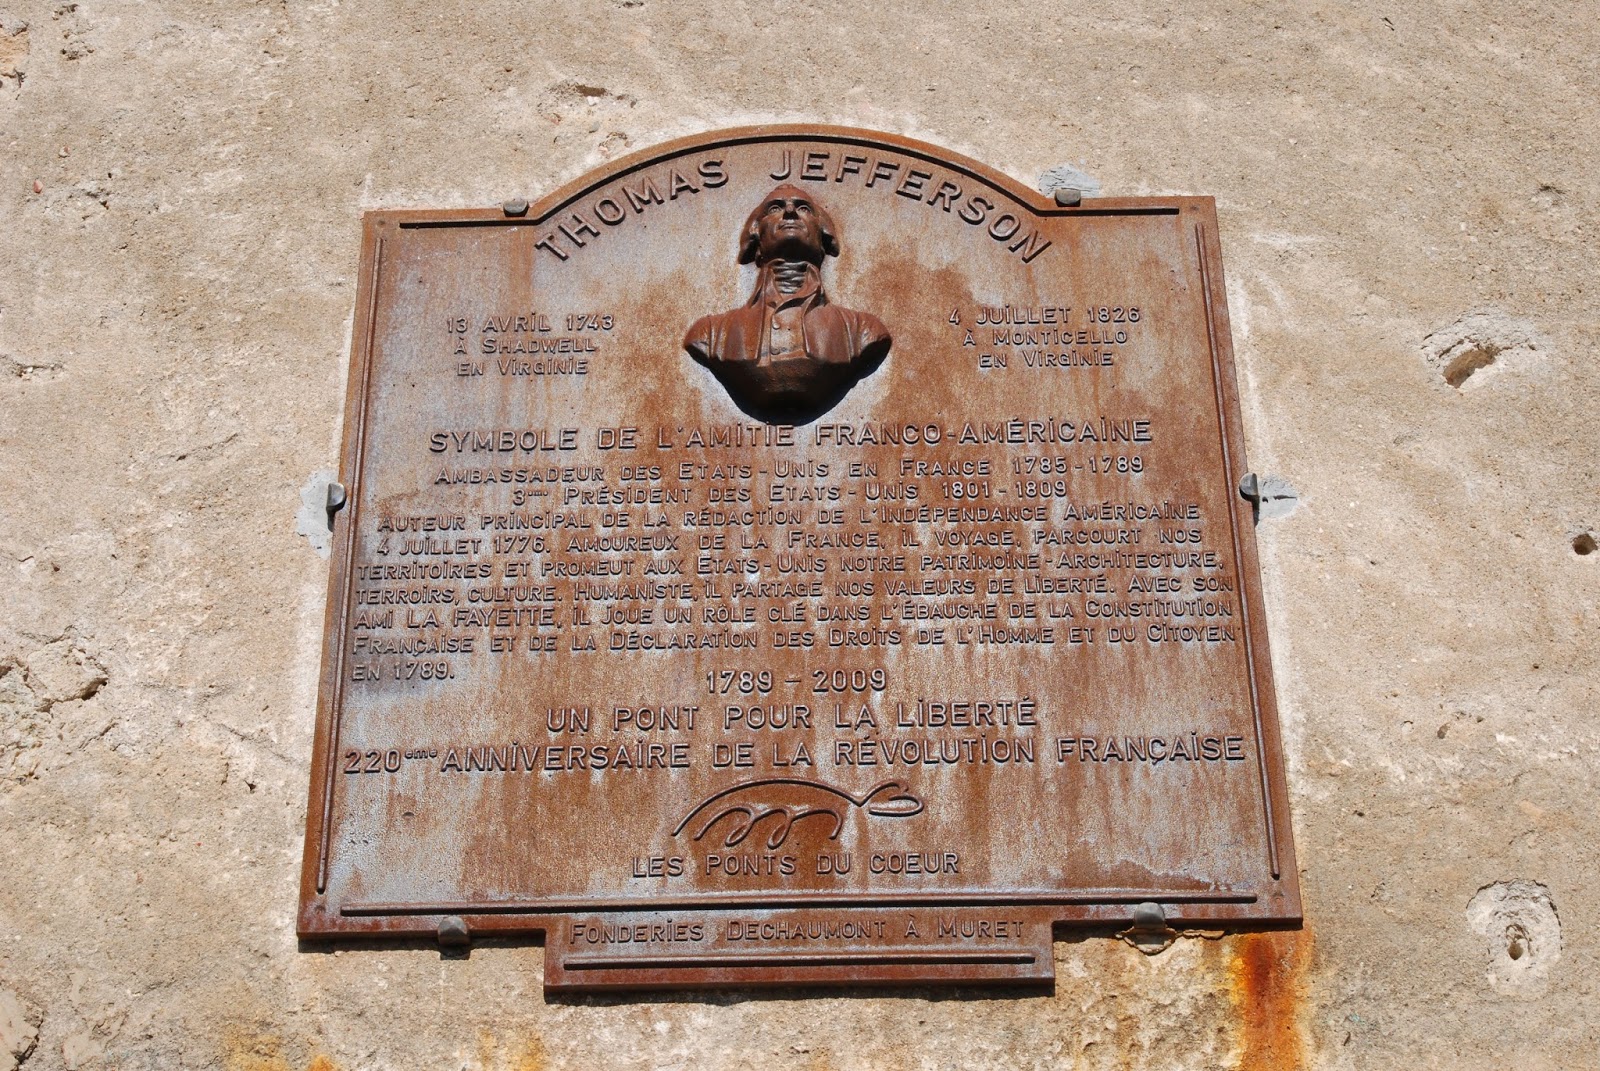 THOMAS JEFFERSON
13 AVRIL 1743
À SHADWELL
EN VIRGINIE
4 JUILLET 1826
À MONTICELLO
EN VIRGINIE
SYMBOLE DE L'AMITIE FRANCO-AMÉRICAINE
AMBASSADEUR DES ETATS-UNIS EN FRANCE 1785-1789
3ème PRÉSIDENT DES ETATS-UNIS 1801-1809
AUTEUR PRINCIPAL DE LA RÉDACTION DE L'INDÉPENDANCE AMÉRICAINE
4 JUILLET 1776. AMOUREUX DE LA FRANCE, IL VOYAGE, PARCOURT NOS
TERRITOIRES ET PROMEUT AUX ETATS-UNIS NOTRE PATRIMOINE-ARCHITECTURE,
TERROIRS, CULTURE. HUMANISTE, IL PARTAGE NOS VALEURS DE LIBERTÉ. AVEC SON
AMI LA FAYETTE, IL JOUE UN RÔLE CLÉ DANS L'ÉBAUCHE DE LA CONSTITUTION
FRANÇAISE ET DE LA DÉCLARATION DES DROITS DE L'HOMME ET DU CITOYEN
EN 1789.
1789 - 2009
UN PONT POUR LA LIBERTÉ
220eme ANNIVERSAIRE DE LA RÉVOLUTION FRANÇAISE
LES PONTS DU COEUR
FONDERIES DECHAUMONT À MURET